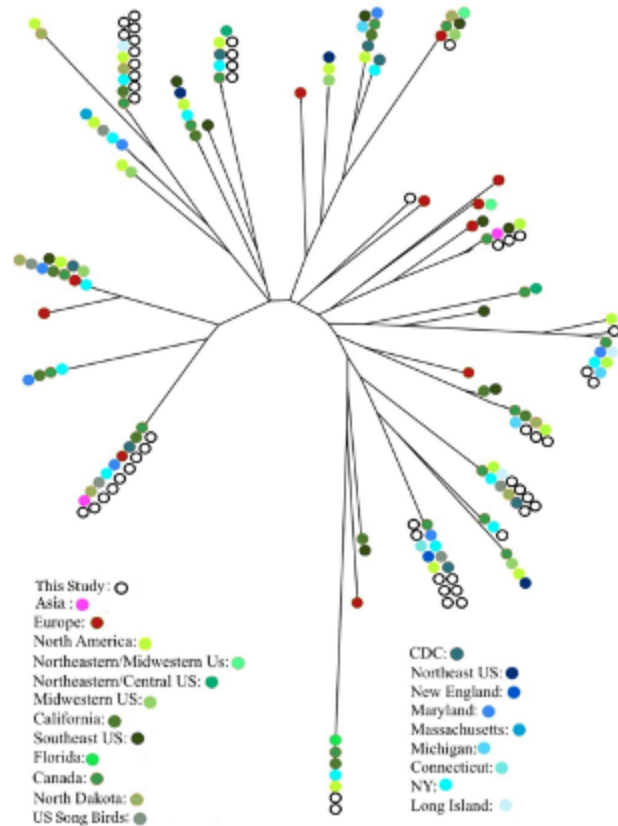 This Study:
Asia :
Europe:
North America:
Northeastern/Midwestern Us:
Northeastern/Central US:
Midwestern US:
California:
Southeast US:
Florida:
Canada:
North Dakota:
US Song Birds:
CDC:
Northeast US:
New England:
Maryland:
Massachusetts:
Michigan:
Connecticut:
NY:
Long Island: